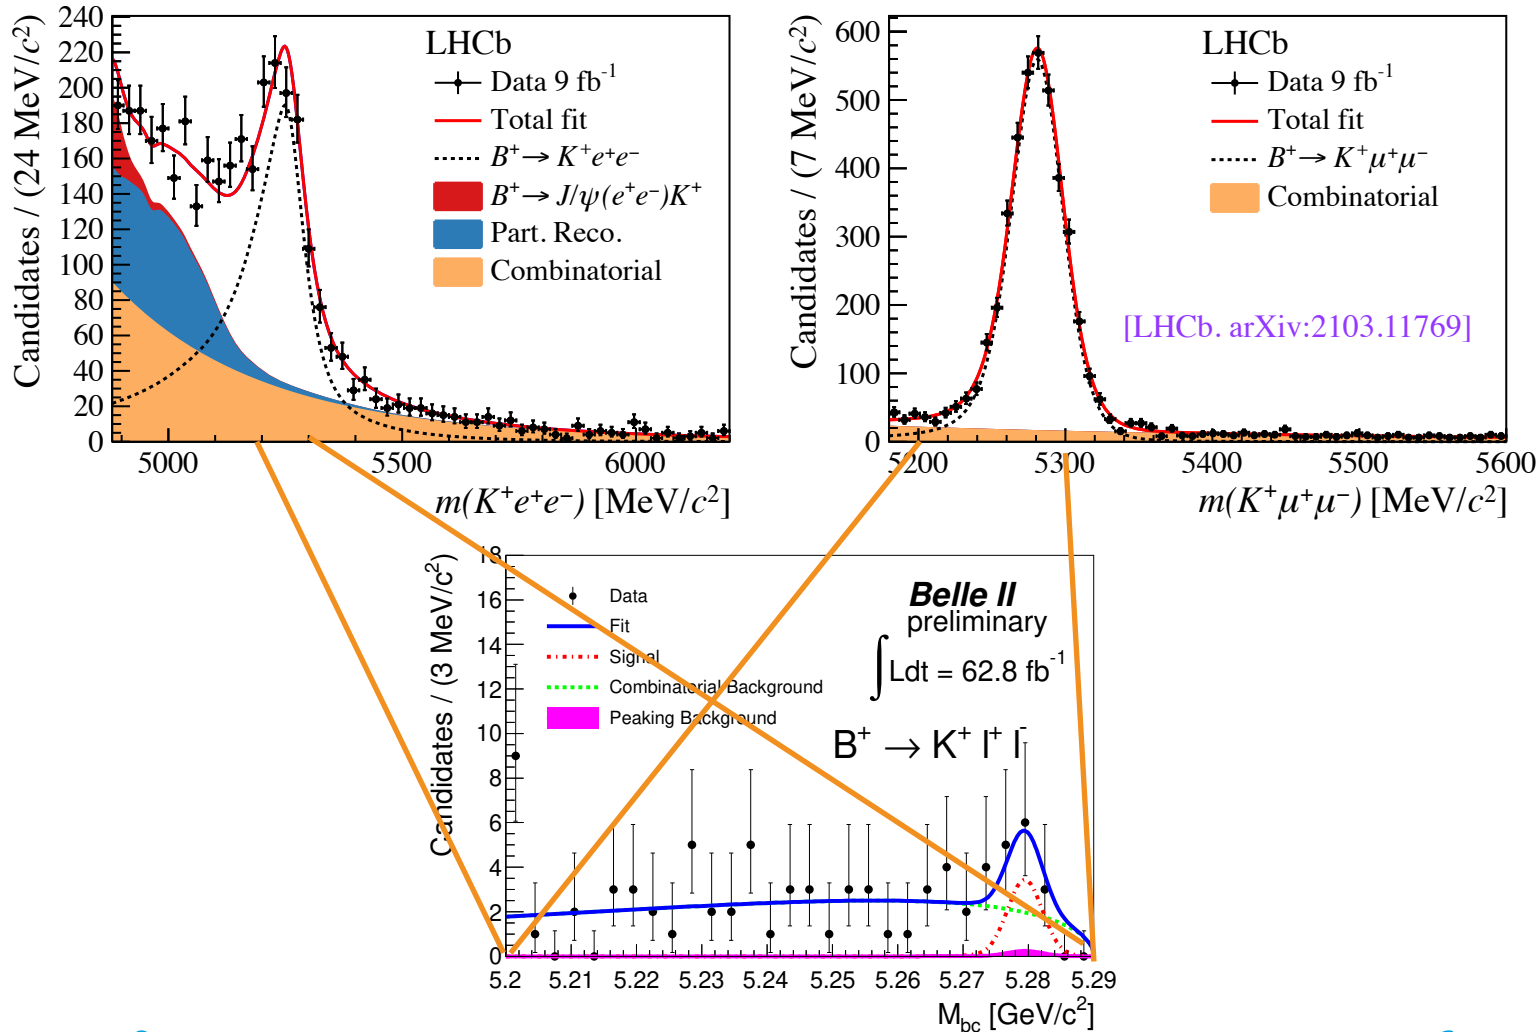 LHCb
Data 9 fb⁻¹
Total fit
B⁺→ K⁺e⁺e⁻
B⁺→ J/ψ(e⁺e⁻)K⁺
Part. Reco.
Combinatorial
Candidates / (24 MeV/c²)
240
220
200
180
160
140
120
100
80
60
40
20
0
5000 5500 6000
m(K⁺e⁺e⁻) [MeV/c²]
LHCb
Data 9 fb⁻¹
Total fit
B⁺→ K⁺μ⁺μ⁻
Combinatorial
[LHCb. arXiv:2103.11769]
Candidates / (7 MeV/c²)
600
500
400
300
200
100
0
5200 5300 5400 5500 5600
m(K⁺μ⁺μ⁻) [MeV/c²]
Belle II
preliminary
∫Ldt = 62.8 fb⁻¹
B⁺ → K⁺ l⁺ l⁻
Data
Fit
Signal
Combinatorial Background
Peaking Background
Candidates / (3 MeV/c²)
18
16
14
12
10
8
6
4
2
0
5.2 5.21 5.22 5.23 5.24 5.25 5.26 5.27 5.28 5.29
M_bc [GeV/c²]